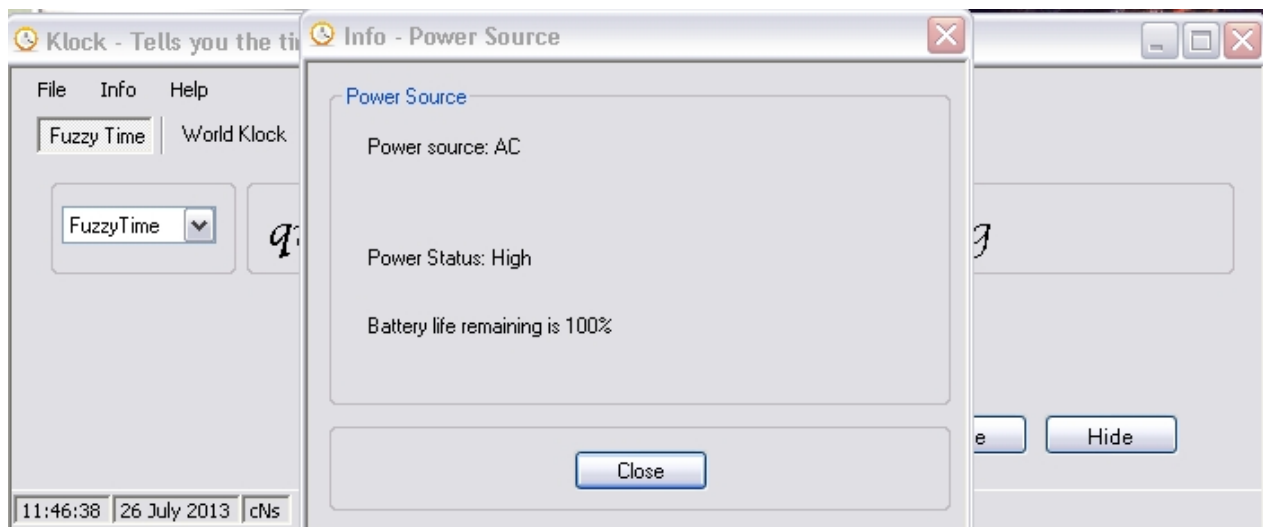 Klock - Tells you the
Info - Power Source
File Info Help
Fuzzy Time World Klock
Power Source
Power source: AC
FuzzyTime
Power Status: High
Battery life remaining is 100%
Hide
Close
11:46:38 26 July 2013 cNs